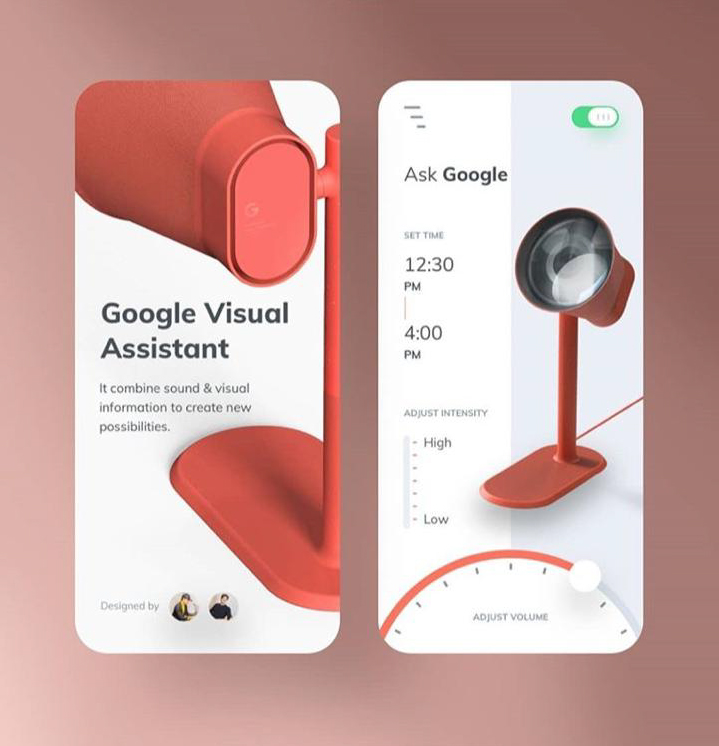 Google Visual
Assistant
It combine sound & visual
information to create new
possibilities.
Designed by
Ask Google
SET TIME
12:30
PM
4:00
PM
ADJUST INTENSITY
High
Low
ADJUST VOLUME